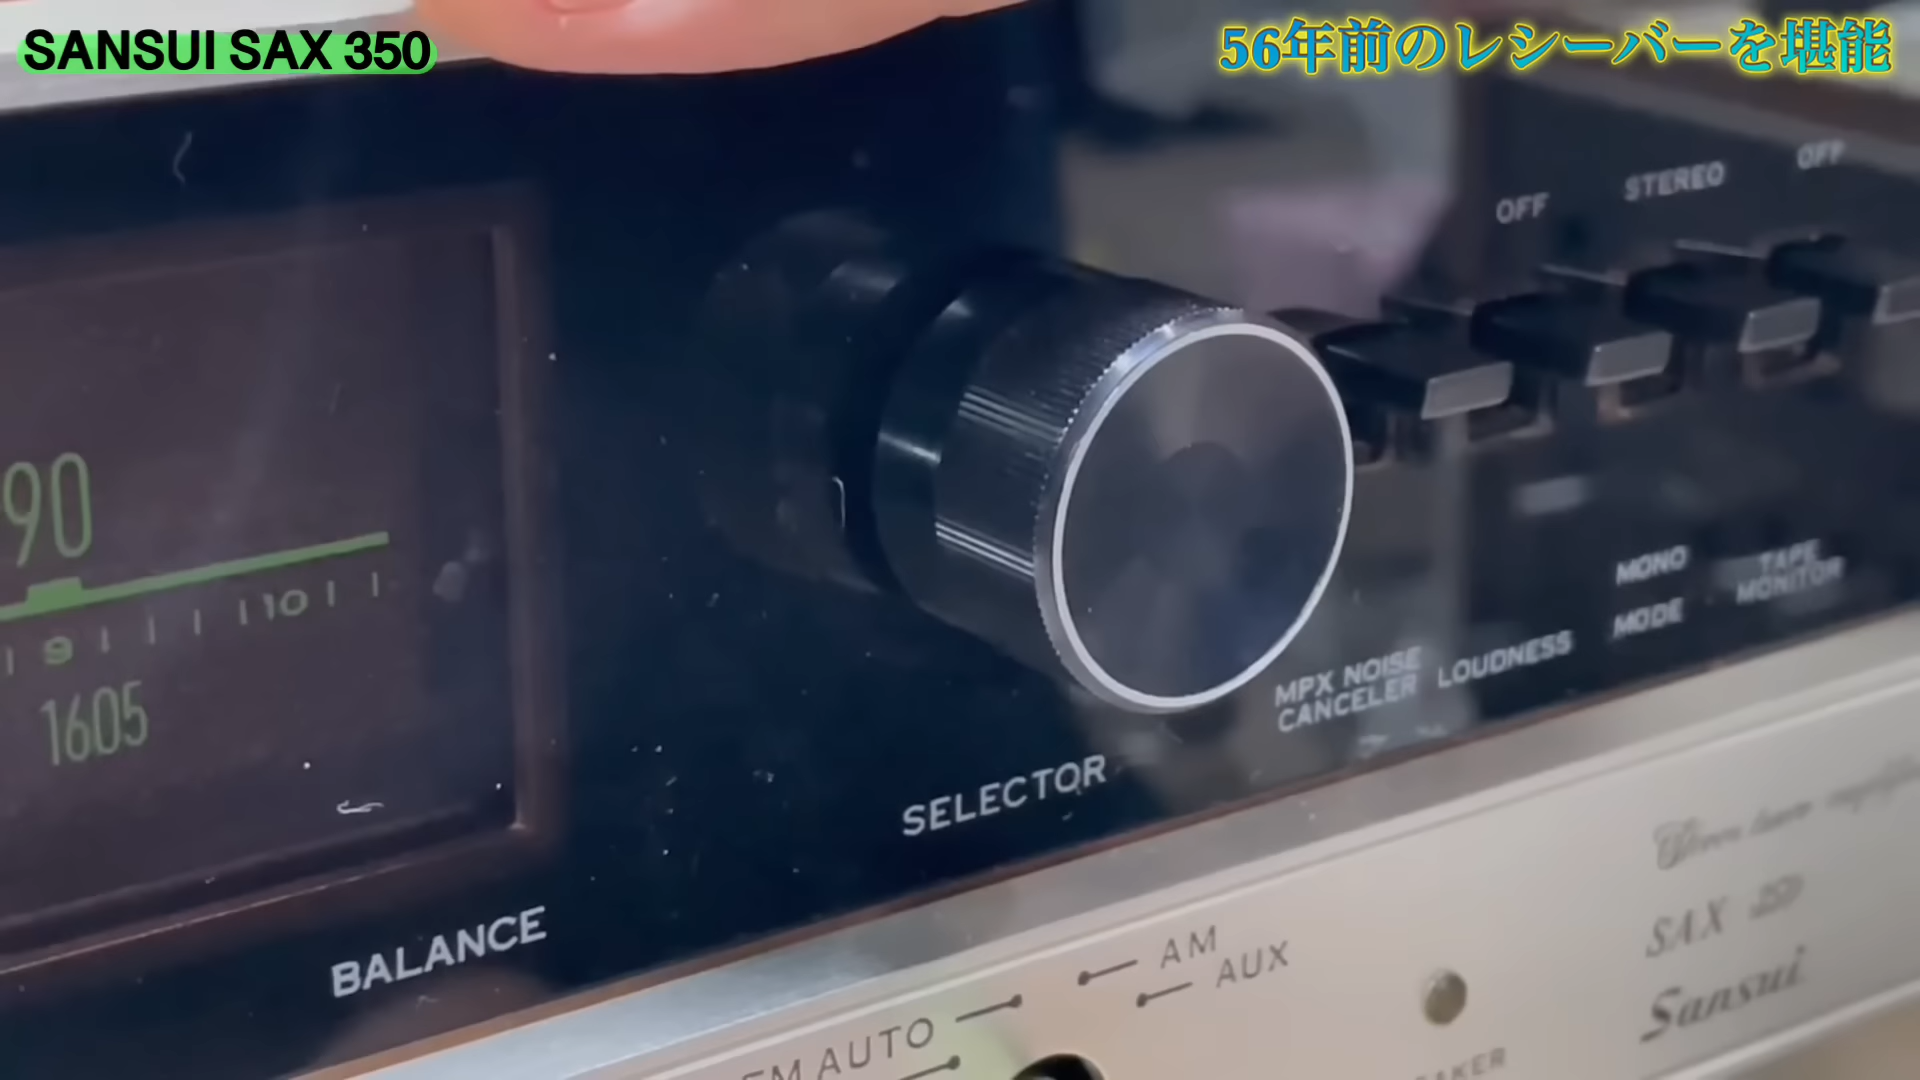 SANSUI SAX 350
56年前のレシーバーを堪能
OFF
STEREO
OFF
90
9 10
1605
MONO
MODE
TAPE
MONITOR
MPX NOISE
CANCELER
LOUDNESS
SELECTOR
BALANCE
AM
AUX
FM AUTO
SAX
Sansui